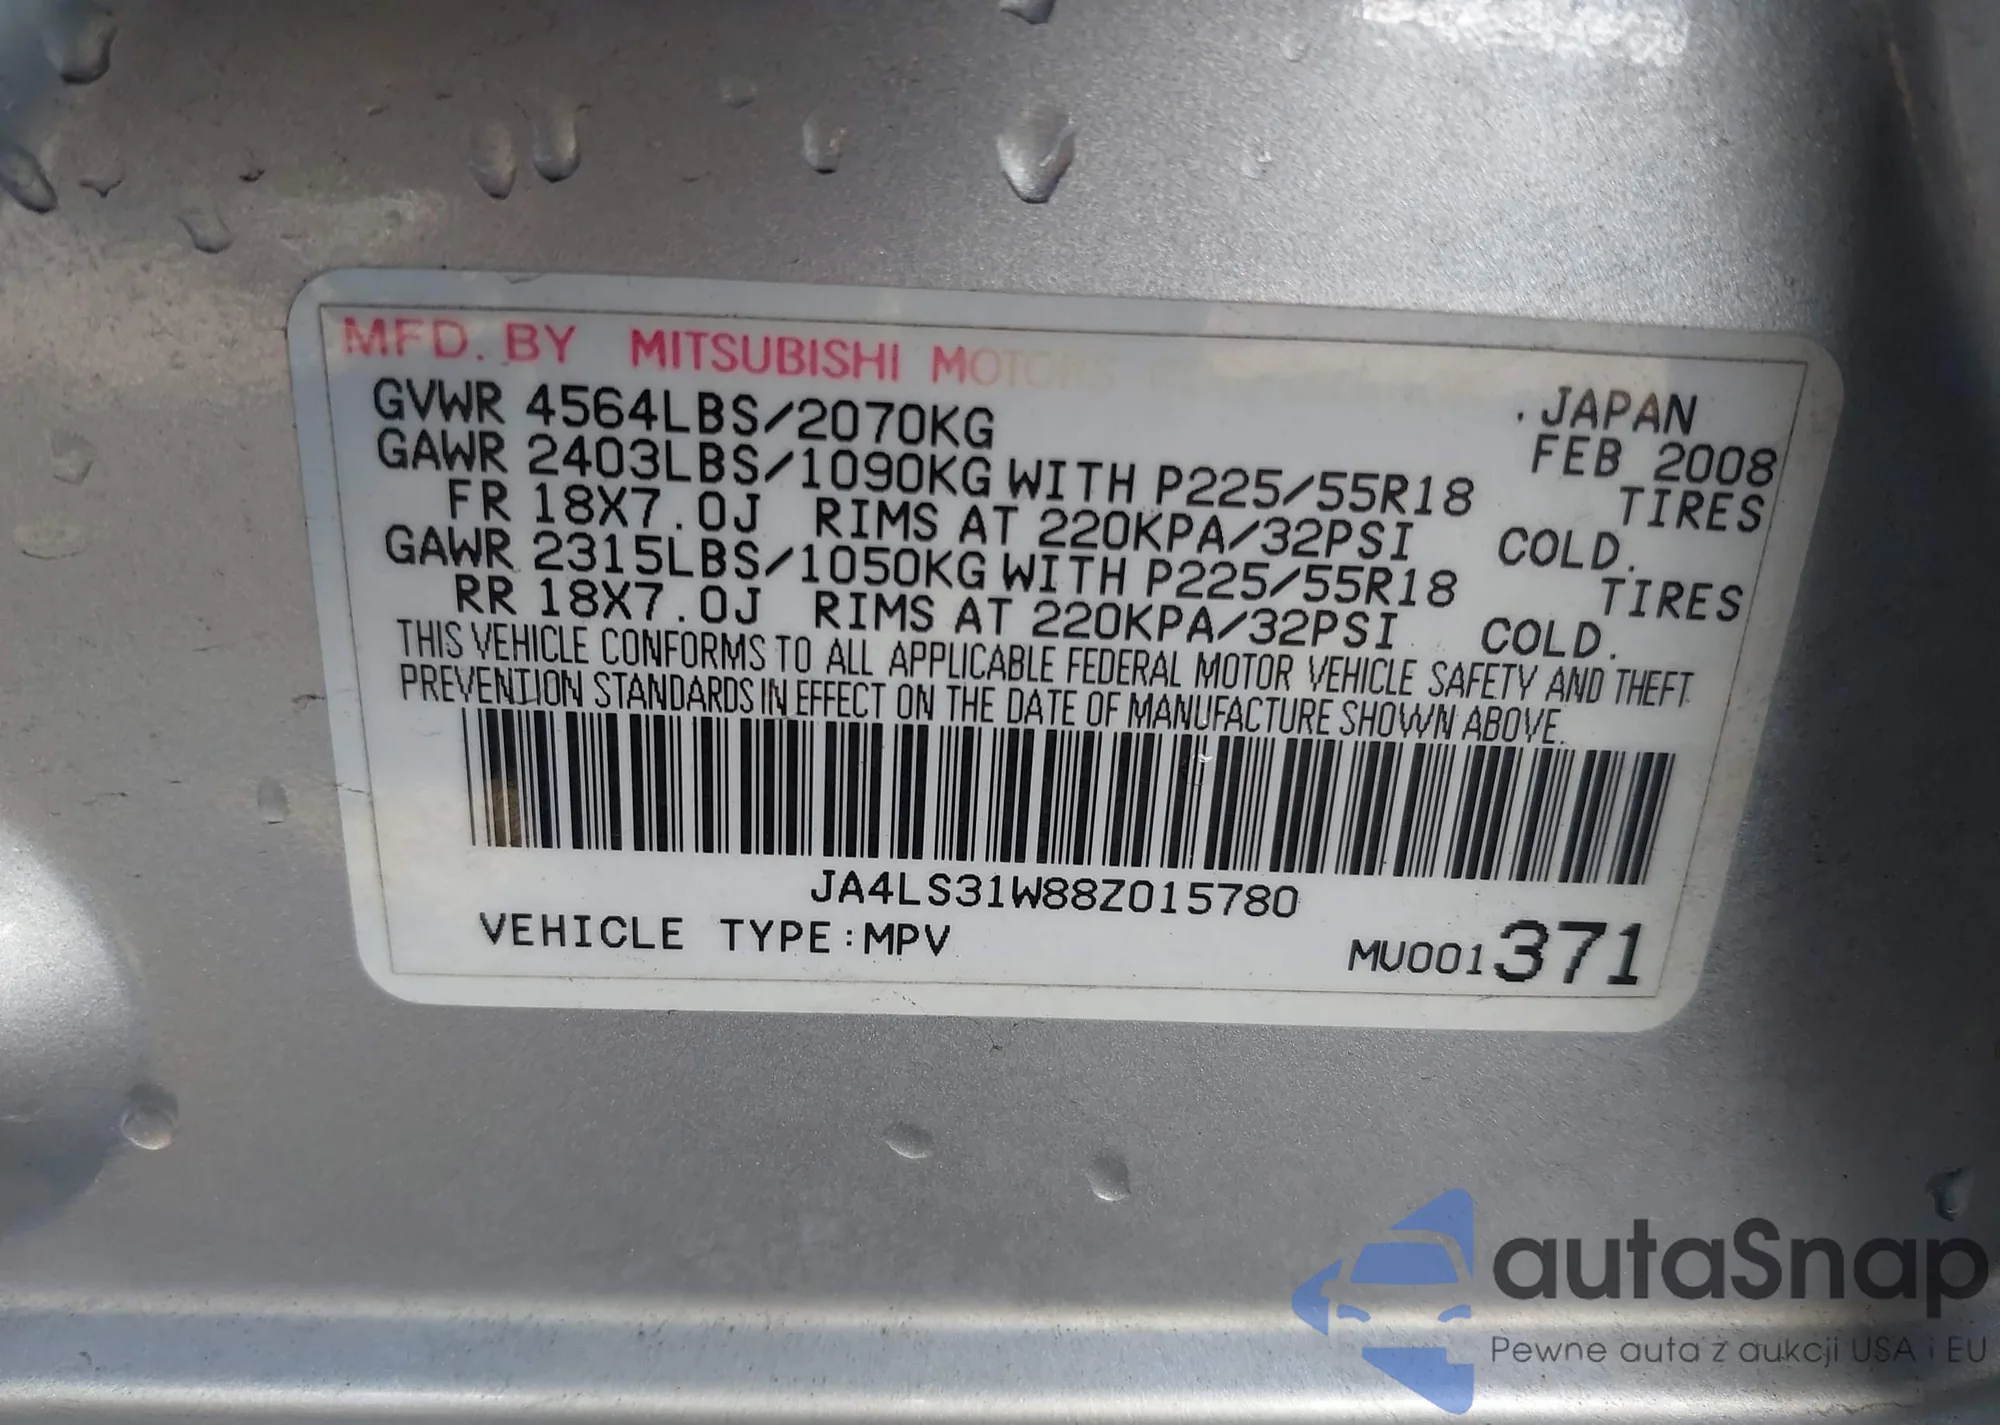 MFD. BY MITSUBISHI MOTORS
. JAPAN
GVWR 4564LBS/2070KG
FEB 2008
GAWR 2403LBS/1090KG WITH P225/55R18 TIRES
FR 18X7.0J RIMS AT 220KPA/32PSI COLD.
GAWR 2315LBS/1050KG WITH P225/55R18 TIRES
RR 18X7.0J RIMS AT 220KPA/32PSI COLD.
THIS VEHICLE CONFORMS TO ALL APPLICABLE FEDERAL MOTOR VEHICLE SAFETY AND THEFT
PREVENTION STANDARDS IN EFFECT ON THE DATE OF MANUFACTURE SHOWN ABOVE.
JA4LS31W88Z015780
VEHICLE TYPE:MPV
MU001371
autaSnap
Pewne auta z aukcji USA i EU